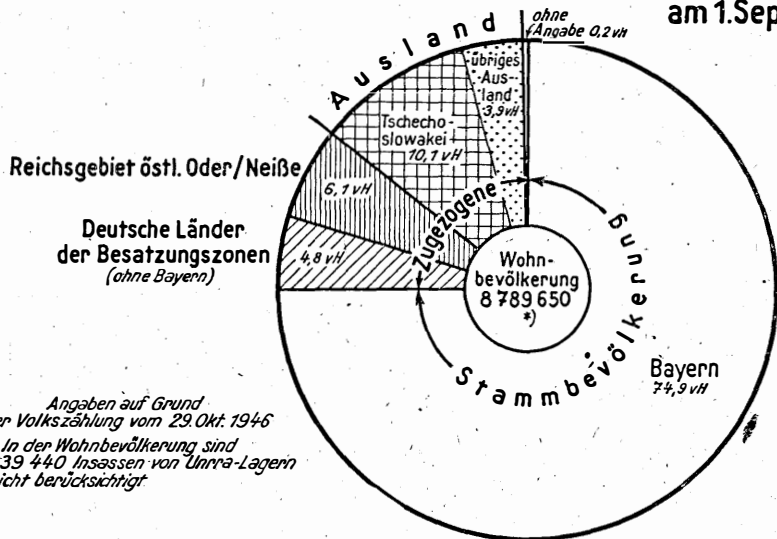 am 1.Sep
ohne
Angabe 0,2 vH
Ausland
übriges
Aus-
land
3,9 vH
Tschecho-
slowakei
10,1 vH
Reichsgebiet östl. Oder/Neiße
6,1 vH
Deutsche Länder
der Besatzungszonen
(ohne Bayern)
4,8 vH
Zugezogene
Wohn-
bevölkerung
8 789 650
*)
Stammbevölkerung
Bayern
74,9 vH
Angaben auf Grund
er Volkszählung vom 29.Okt. 1946
In der Wohnbevölkerung sind
39 440 Insassen von Unrra-Lagern
icht berücksichtigt